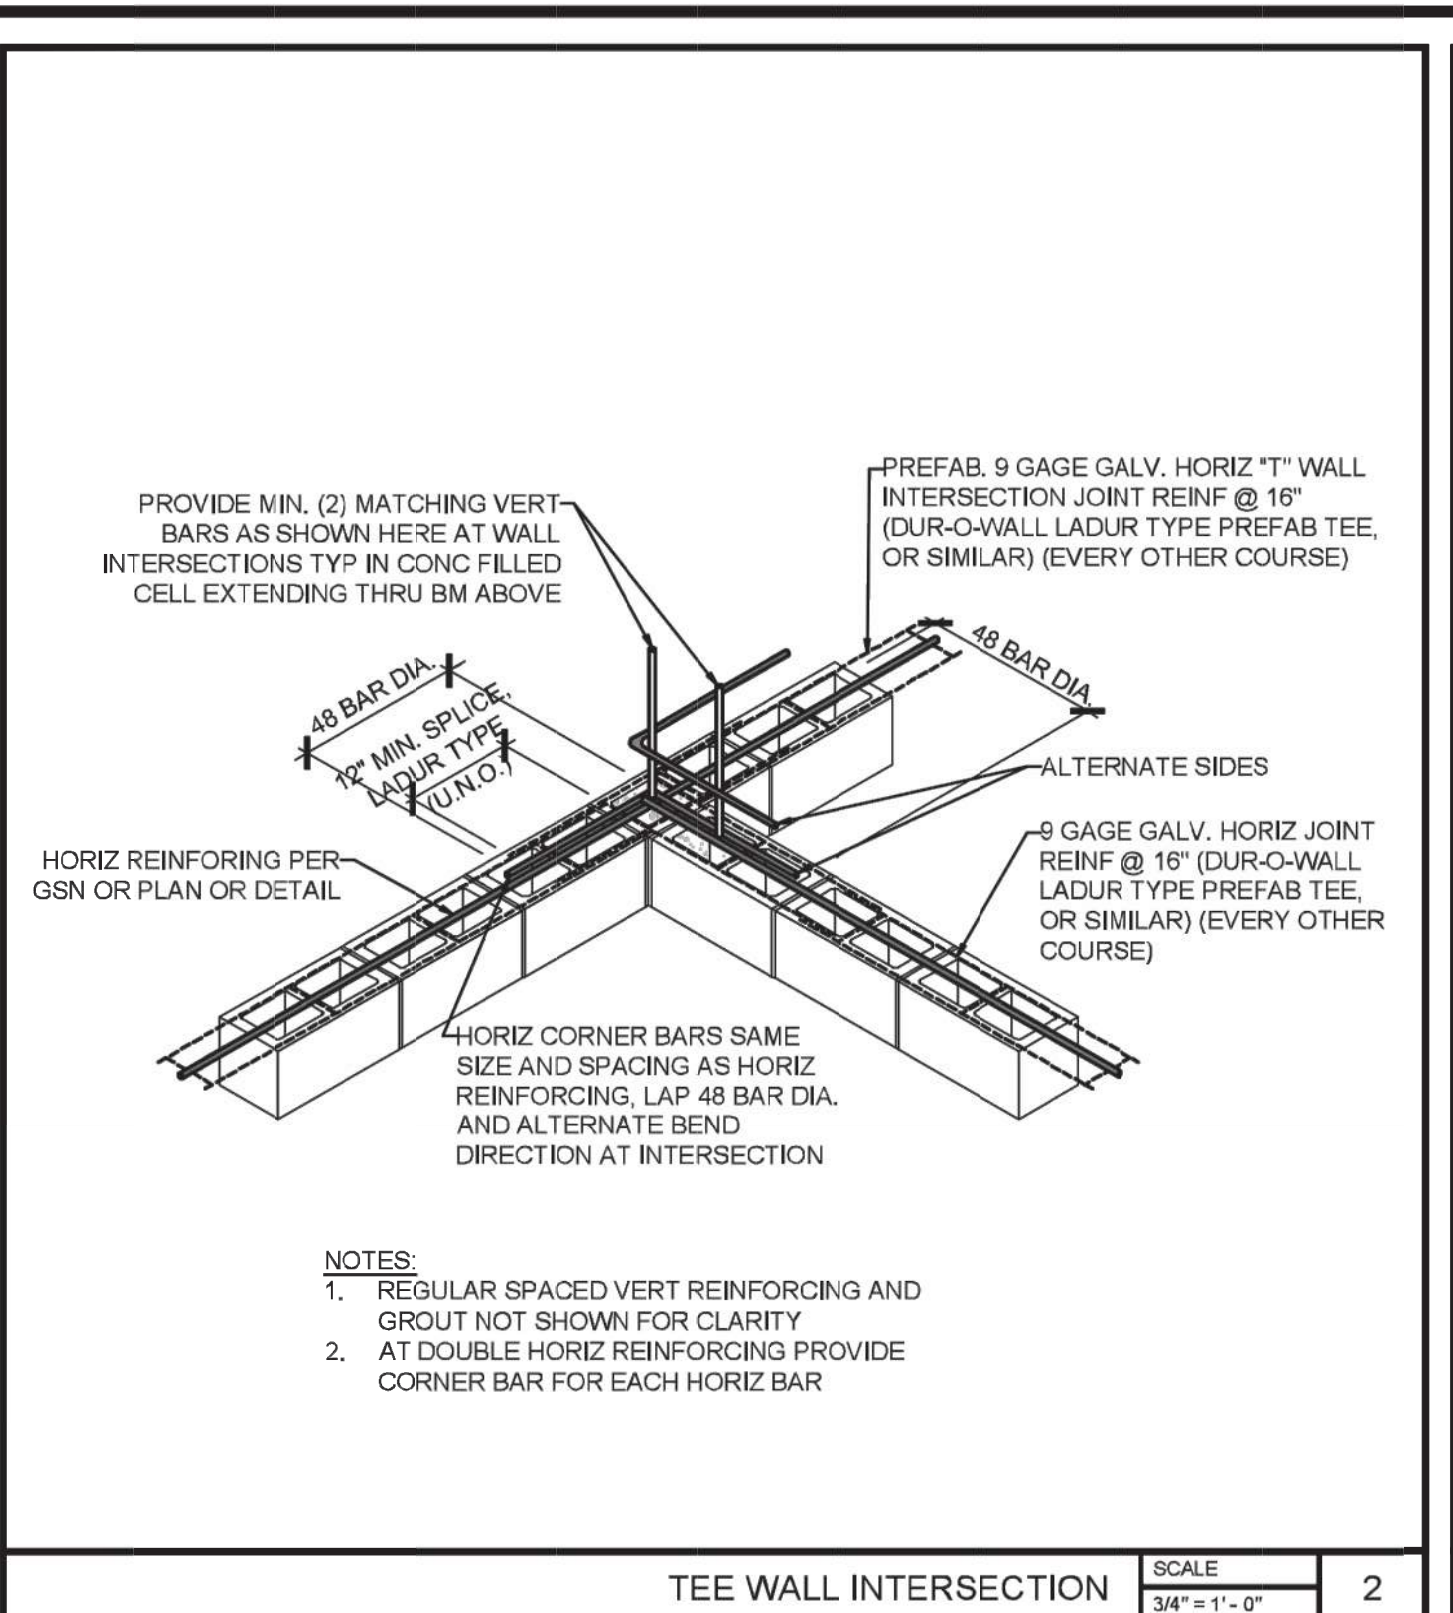 PREFAB. 9 GAGE GALV. HORIZ "T" WALL
INTERSECTION JOINT REINF @ 16"
(DUR-O-WALL LADUR TYPE PREFAB TEE,
OR SIMILAR) (EVERY OTHER COURSE)
PROVIDE MIN. (2) MATCHING VERT
BARS AS SHOWN HERE AT WALL
INTERSECTIONS TYP IN CONC FILLED
CELL EXTENDING THRU BM ABOVE
48 BAR DIA.
12" MIN. SPLICE,
LADUR TYPE
(U.N.O.)
48 BAR DIA.
ALTERNATE SIDES
9 GAGE GALV. HORIZ JOINT
REINF @ 16" (DUR-O-WALL
LADUR TYPE PREFAB TEE,
OR SIMILAR) (EVERY OTHER
COURSE)
HORIZ REINFORING PER
GSN OR PLAN OR DETAIL
HORIZ CORNER BARS SAME
SIZE AND SPACING AS HORIZ
REINFORCING, LAP 48 BAR DIA.
AND ALTERNATE BEND
DIRECTION AT INTERSECTION
NOTES:
1. REGULAR SPACED VERT REINFORCING AND
GROUT NOT SHOWN FOR CLARITY
2. AT DOUBLE HORIZ REINFORCING PROVIDE
CORNER BAR FOR EACH HORIZ BAR
TEE WALL INTERSECTION
SCALE
3/4" = 1' - 0"
2